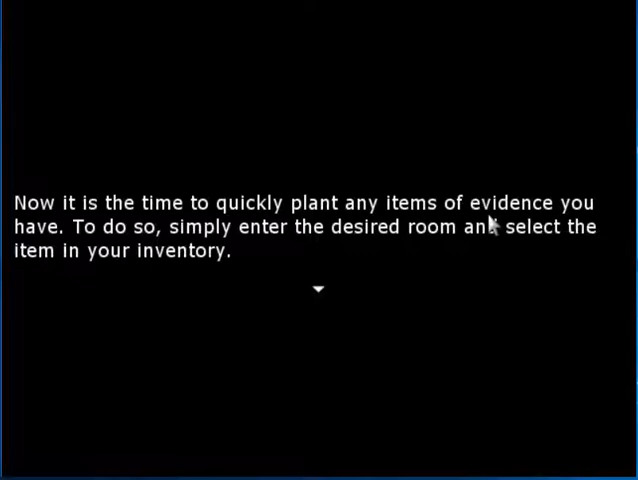 Now it is the time to quickly plant any items of evidence you
have. To do so, simply enter the desired room and select the
item in your inventory.